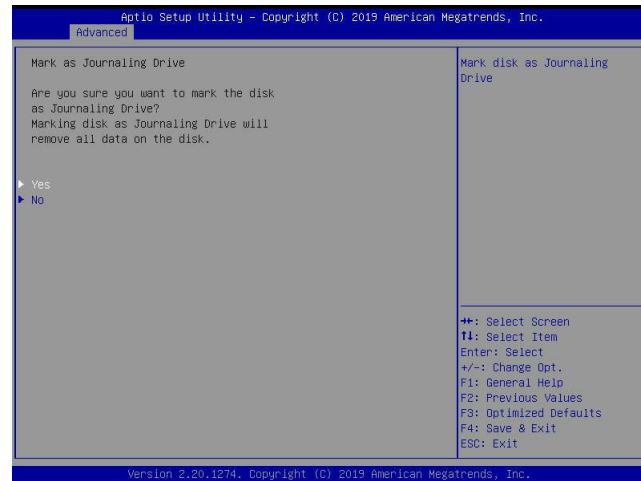 Aptio Setup Utility – Copyright (C) 2019 American Megatrends, Inc.
Advanced
Mark as Journaling Drive
Are you sure you want to mark the disk
as Journaling Drive?
Marking disk as Journaling Drive will
remove all data on the disk.
▶ Yes
▶ No
Mark disk as Journaling
Drive
→←: Select Screen
↑↓: Select Item
Enter: Select
+/-: Change Opt.
F1: General Help
F2: Previous Values
F3: Optimized Defaults
F4: Save & Exit
ESC: Exit
Version 2.20.1274. Copyright (C) 2019 American Megatrends, Inc.